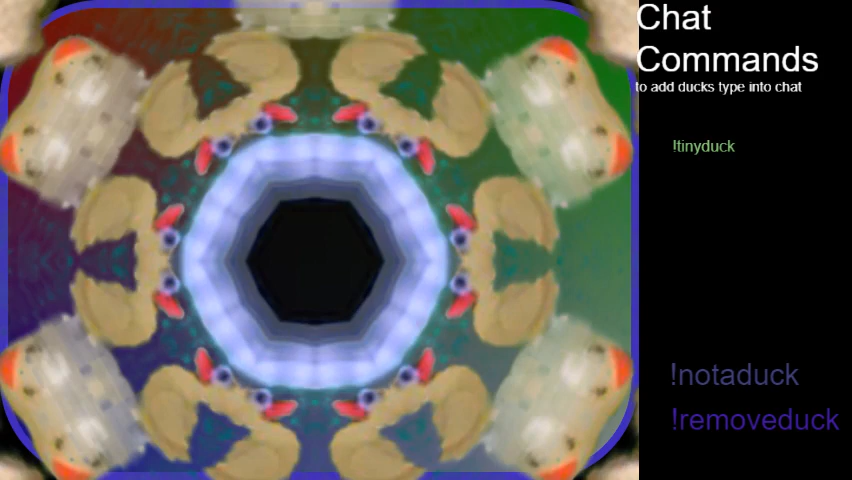 Chat
Commands
to add ducks type into chat
!tinyduck
!notaduck
!removeduck